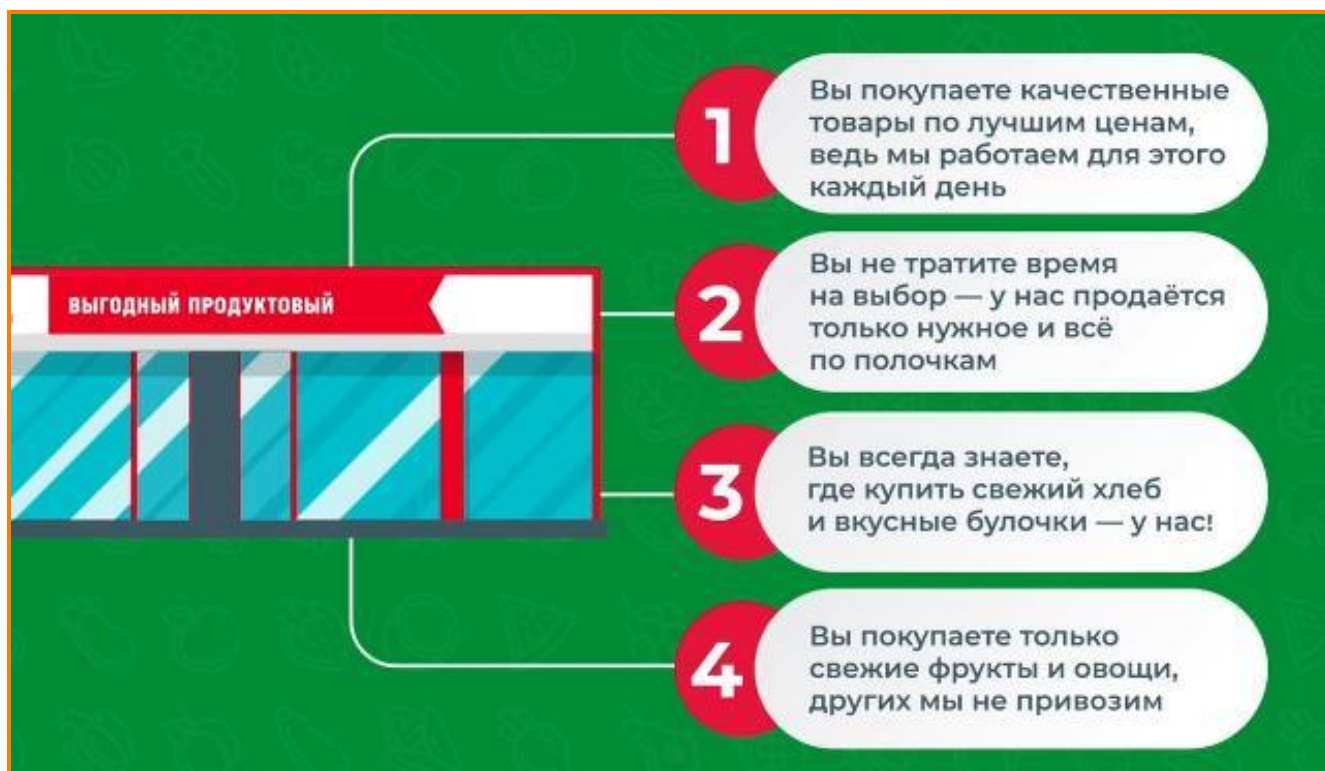 ВЫГОДНЫЙ ПРОДУКТОВЫЙ
1
Вы покупаете качественные
товары по лучшим ценам,
ведь мы работаем для этого
каждый день
2
Вы не тратите время
на выбор — у нас продаётся
только нужное и всё
по полочкам
3
Вы всегда знаете,
где купить свежий хлеб
и вкусные булочки — у нас!
4
Вы покупаете только
свежие фрукты и овощи,
других мы не привозим